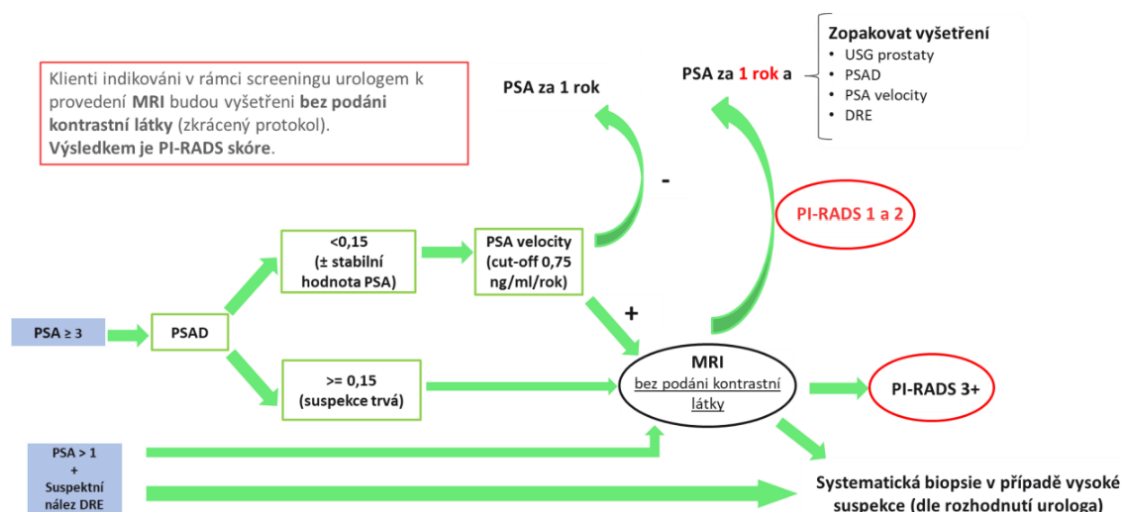 Klienti indikováni v rámci screeningu urologem k
provedení MRI budou vyšetřeni bez podáni
kontrastní látky (zkrácený protokol).
Výsledkem je PI-RADS skóre.
PSA za 1 rok
PSA za 1 rok a
Zopakovat vyšetření
• USG prostaty
• PSAD
• PSA velocity
• DRE
-
PI-RADS 1 a 2
<0,15
(± stabilní
hodnota PSA)
PSA velocity
(cut-off 0,75
ng/ml/rok)
+
PSA ≥ 3
PSAD
>= 0,15
(suspekce trvá)
MRI
bez podáni kontrastní
látky
PI-RADS 3+
PSA > 1
+
Suspektní
nález DRE
Systematická biopsie v případě vysoké
suspekce (dle rozhodnutí urologa)